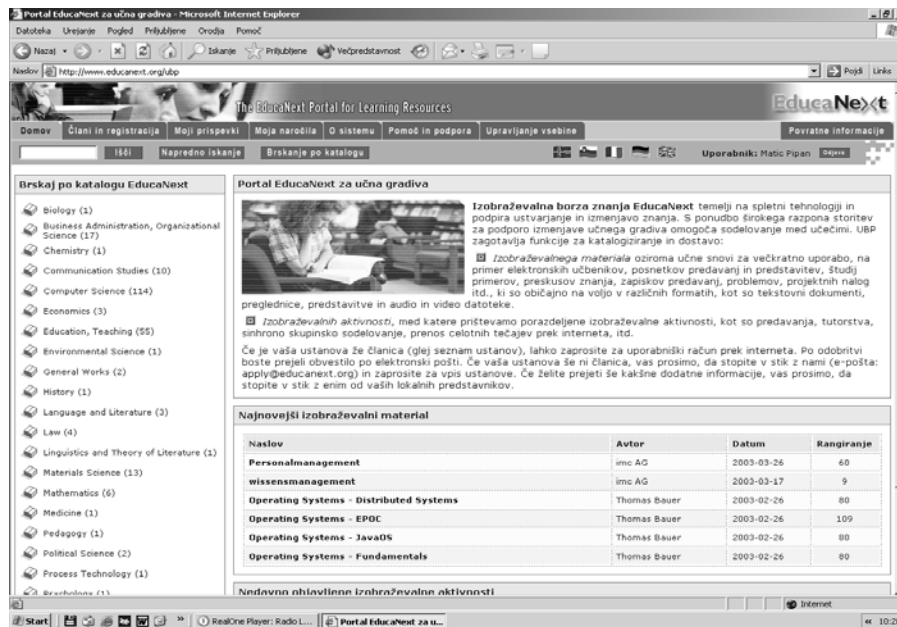 Portal EducaNext za učna gradiva - Microsoft Internet Explorer
Datoteka Urejanje Pogled Priljubljene Orodja Pomoč
Nazaj Iskanje Priljubljene Večpredstavnost
Naslov http://www.educanext.org/ubp Pojdi Links
The EducaNext Portal for Learning Resources
EducaNext
Domov Člani in registracija Moji prispevki Moja naročila O sistemu Pomoč in podpora Upravljanje vsebine Povratne informacije
Išči Napredno iskanje Brskanje po katalogu Uporabnik: Matic Pipan Odjava
Brskaj po katalogu EducaNext
Biology (1)
Business Administration, Organizational
Science (17)
Chemistry (1)
Communication Studies (10)
Computer Science (114)
Economics (3)
Education, Teaching (55)
Environmental Science (1)
General Works (2)
History (1)
Language and Literature (3)
Law (4)
Linguistics and Theory of Literature (1)
Materials Science (13)
Mathematics (6)
Medicine (1)
Pedagogy (1)
Political Science (2)
Process Technology (1)
Psychology (1)
Portal EducaNext za učna gradiva
Izobraževalna borza znanja EducaNext temelji na spletni tehnologiji in
podpira ustvarjanje in izmenjavo znanja. S ponudbo širokega razpona storitev
za podporo izmenjave učnega gradiva omogoča sodelovanje med učečimi. UBP
zagotavlja funkcije za katalogiziranje in dostavo:
Izobraževalnega materiala oziroma učne snovi za večkratno uporabo, na
primer elektronskih učbenikov, posnetkov predavanj in predstavitev, študij
primerov, preskusov znanja, zapiskov predavanj, problemov, projektnih nalog
itd., ki so običajno na voljo v različnih formatih, kot so tekstovni dokumenti,
preglednice, predstavitve in audio in video datoteke.
Izobraževalnih aktivnosti, med katere prištevamo porazdeljene izobraževalne aktivnosti, kot so predavanja, tutorstva,
sinhrono skupinsko sodelovanje, prenos celotnih tečajev prek interneta, itd.
Če je vaša ustanova že članica (glej seznam ustanov), lahko zaprosite za uporabniški račun prek interneta. Po odobritvi
boste prejeli obvestilo po elektronski pošti. Če vaša ustanova še ni članica, vas prosimo, da stopite v stik z nami (e-pošta:
apply@educanext.org) in zaprosite za vpis ustanove. Če želite prejeti še kakšne dodatne informacije, vas prosimo, da
stopite v stik z enim od vaših lokalnih predstavnikov.
Najnovejši izobraževalni material
Naslov Avtor Datum Rangiranje
Personalmanagement imc AG 2003-03-26 60
wissensmanagement imc AG 2003-03-17 9
Operating Systems - Distributed Systems Thomas Bauer 2003-02-26 80
Operating Systems - EPOC Thomas Bauer 2003-02-26 109
Operating Systems - JavaOS Thomas Bauer 2003-02-26 80
Operating Systems - Fundamentals Thomas Bauer 2003-02-26 80
Nedavno objavljene izobraževalne aktivnosti
Internet
Start RealOne Player: Radio L... Portal EducaNext za u...